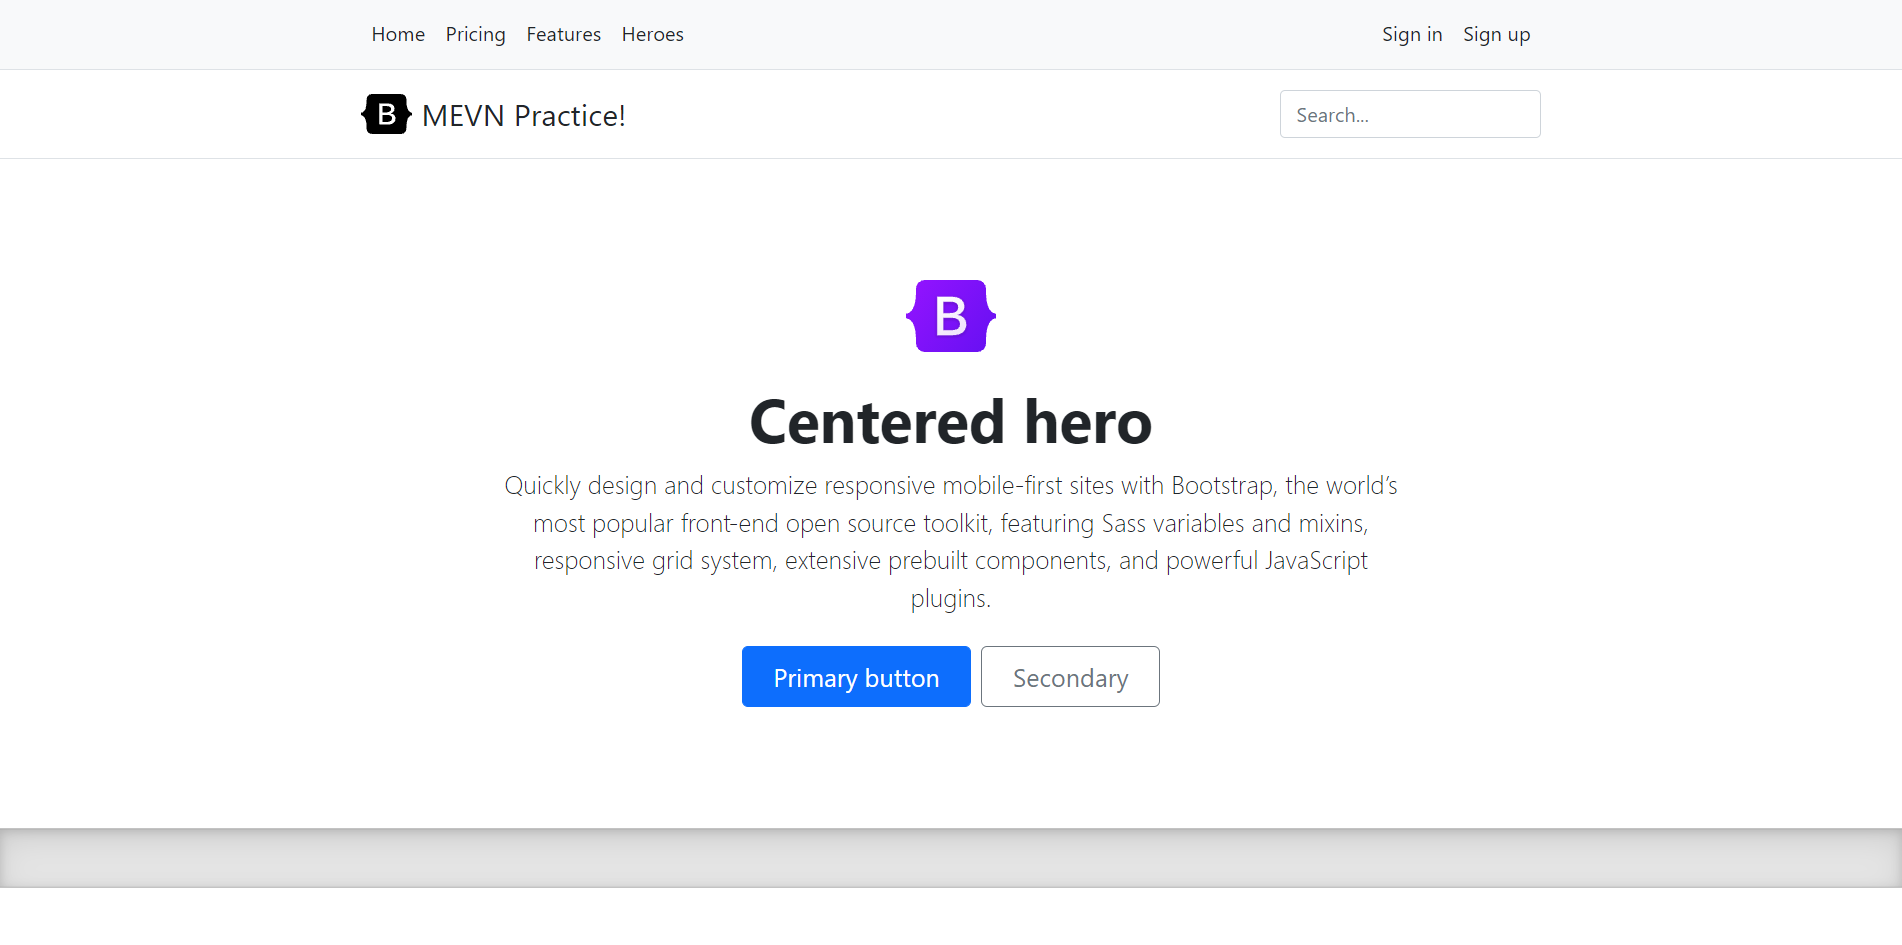 Home Pricing Features Heroes Sign in Sign up
B MEVN Practice! Search...
B
Centered hero
Quickly design and customize responsive mobile-first sites with Bootstrap, the world’s
most popular front-end open source toolkit, featuring Sass variables and mixins,
responsive grid system, extensive prebuilt components, and powerful JavaScript
plugins.
Primary button Secondary